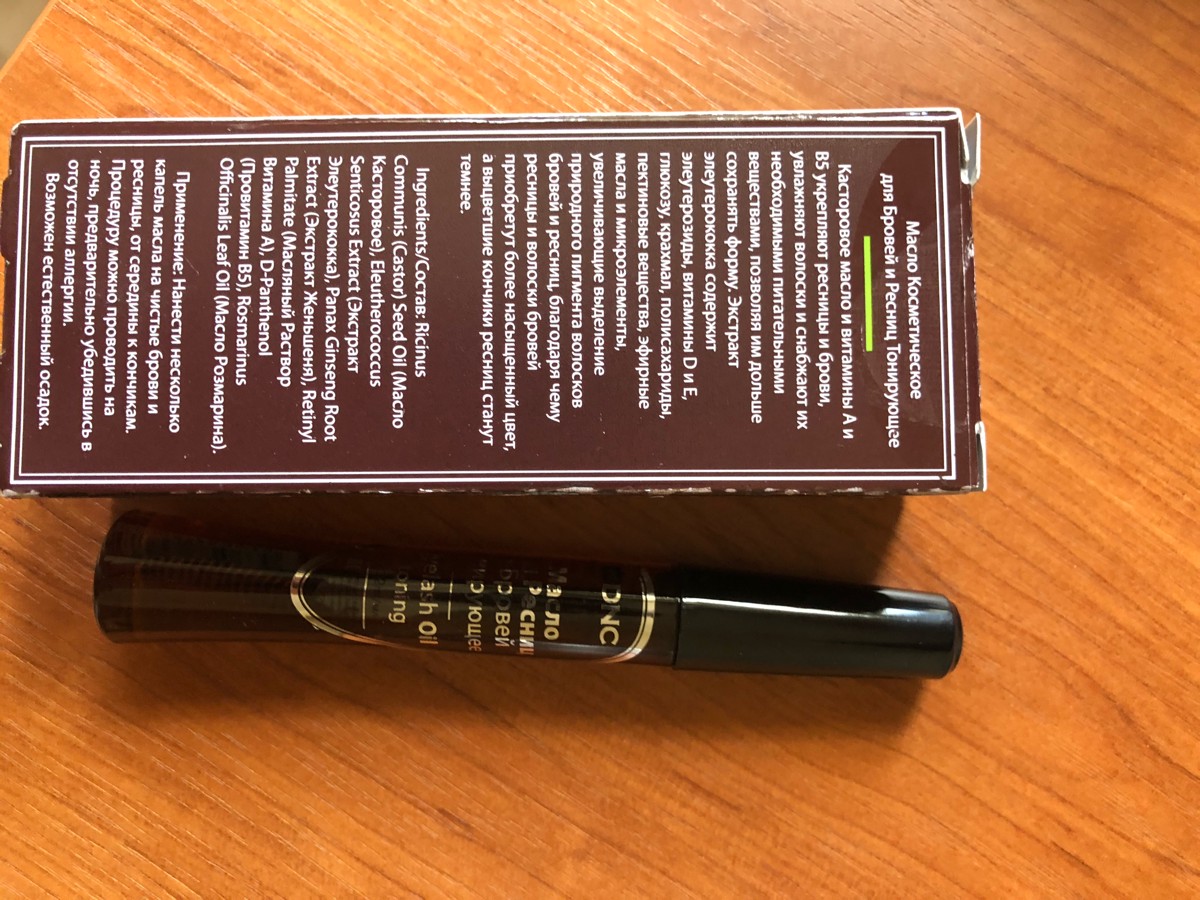 Масло Косметическое
для Бровей и Ресниц Тонирующее
Касторовое масло и витамины А и
В5 укрепляют ресницы и брови,
увлажняют волоски и снабжают их
необходимыми питательными
веществами, позволяя им дольше
сохранять форму. Экстракт
элеутерококка содержит
элеутерозиды, витамины D и E,
глюкозу, крахмал, полисахариды,
пектиновые вещества, эфирные
масла и микроэлементы,
увеличивающие выделение
природного пигмента волосков
бровей и ресниц, благодаря чему
ресницы и волоски бровей
приобретут более насыщенный цвет,
а выцветшие кончики ресниц станут
темнее.
Ingredients/Состав: Ricinus
Communis (Castor) Seed Oil (Масло
Касторовое), Eleutherococcus
Senticosus Extract (Экстракт
Элеутерококка), Panax Ginseng Root
Extract (Экстракт Женьшеня), Retinyl
Palmitate (Масляный Раствор
Витамина А), D-Panthenol
(Провитамин В5), Rosmarinus
Officinalis Leaf Oil (Масло Розмарина).
Применение: Нанести несколько
капель масла на чистые брови и
ресницы, от середины к кончикам.
Процедуру можно проводить на
ночь, предварительно убедившись в
отсутствии аллергии.
Возможен естественный осадок.
DNC
Масло
Oil